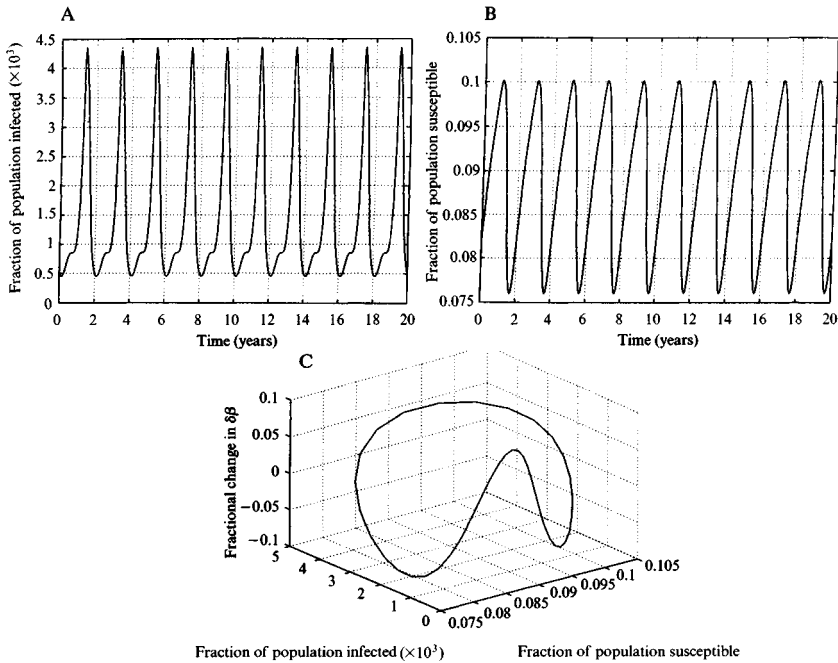 A
Fraction of population infected (×10³)
4.5
4
3.5
3
2.5
2
1.5
1
0.5
0
0 2 4 6 8 10 12 14 16 18 20
Time (years)
B
Fraction of population susceptible
0.105
0.1
0.095
0.09
0.085
0.08
0.075
0 2 4 6 8 10 12 14 16 18 20
Time (years)
C
Fractional change in δβ
0.1
0.05
0
−0.05
−0.1
5
4
3
2
1
0
0.075
0.08
0.085
0.09
0.095
0.1
0.105
Fraction of population infected (×10³)
Fraction of population susceptible